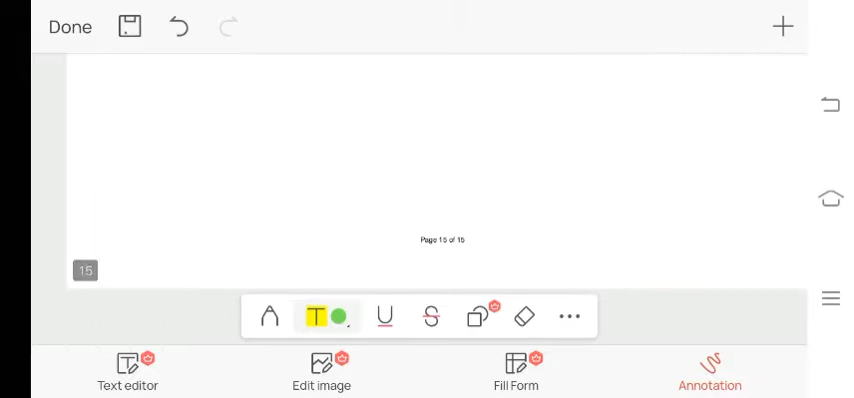 Done
Page 15 of 15
15
T
U
S
Text editor
Edit image
Fill Form
Annotation